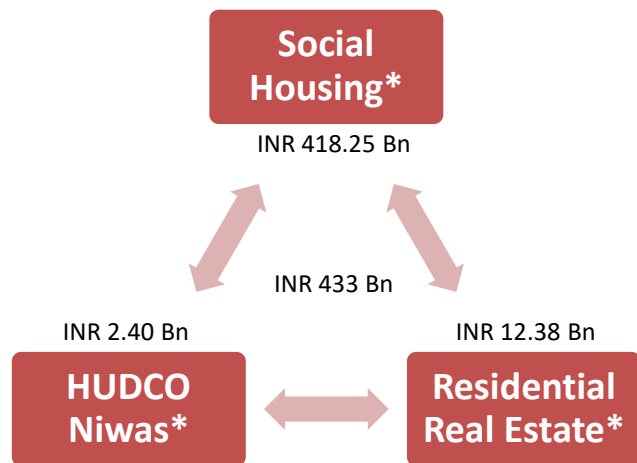 Social
Housing*
INR 418.25 Bn
INR 433 Bn
INR 2.40 Bn
INR 12.38 Bn
HUDCO
Niwas*
Residential
Real Estate*